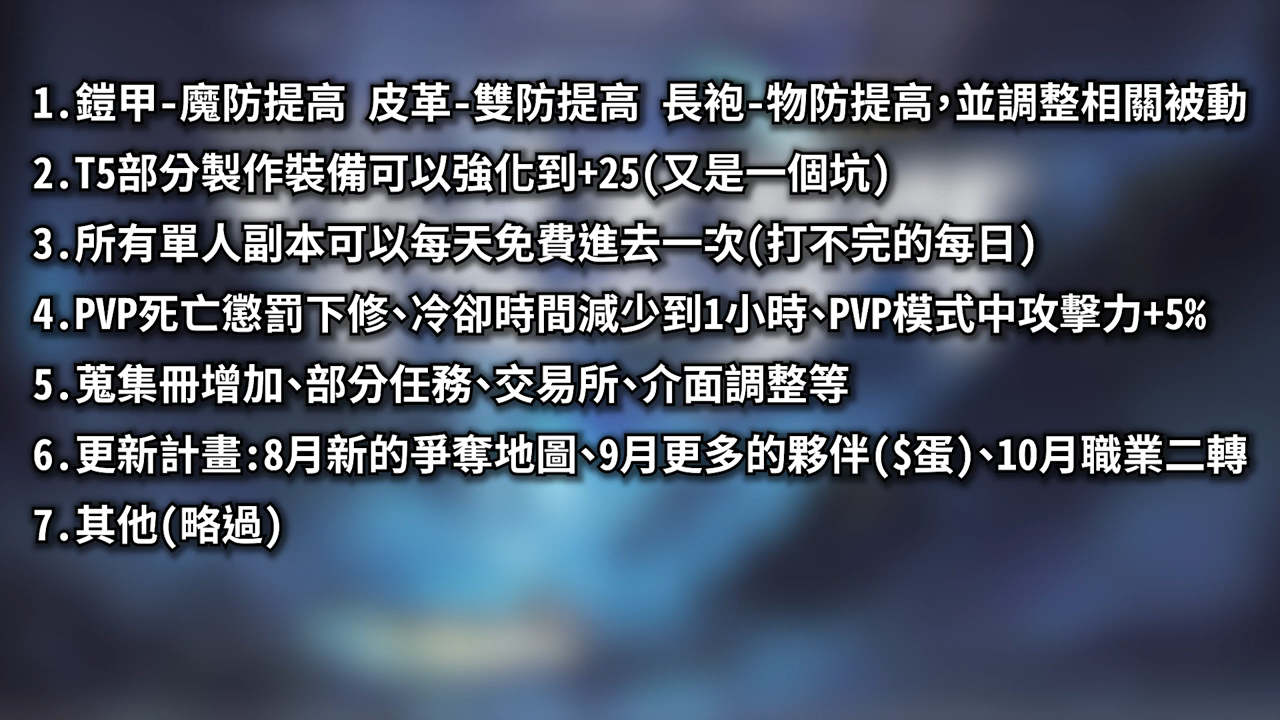 1.鎧甲-魔防提高 皮革-雙防提高 長袍-物防提高,並調整相關被動
2.T5部分製作裝備可以強化到+25(又是一個坑)
3.所有單人副本可以每天免費進去一次(打不完的每日)
4.PVP死亡懲罰下修、冷卻時間減少到1小時、PVP模式中攻擊力+5%
5.蒐集冊增加、部分任務、交易所、介面調整等
6.更新計畫:8月新的爭奪地圖、9月更多的夥伴($蛋)、10月職業二轉
7.其他(略過)